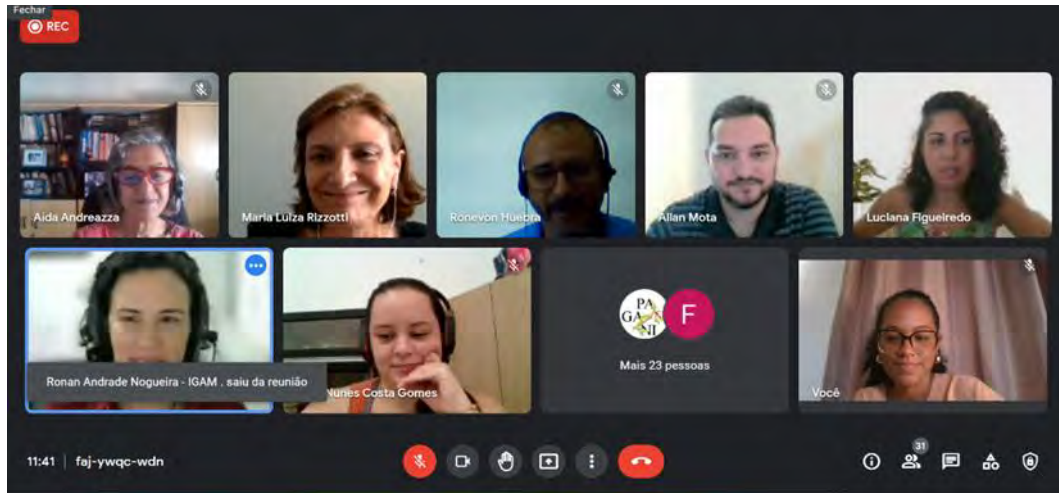 Fechar
REC
Aida Andreazza
Maria Luiza Rizzotti
Ronevon Huebra
Allan Mota
Luciana Figueiredo
Ronan Andrade Nogueira - IGAM . saiu da reunião
Nunes Costa Gomes
PA
GA
NI
F
Mais 23 pessoas
Você
11:41 | faj-ywqc-wdn
31